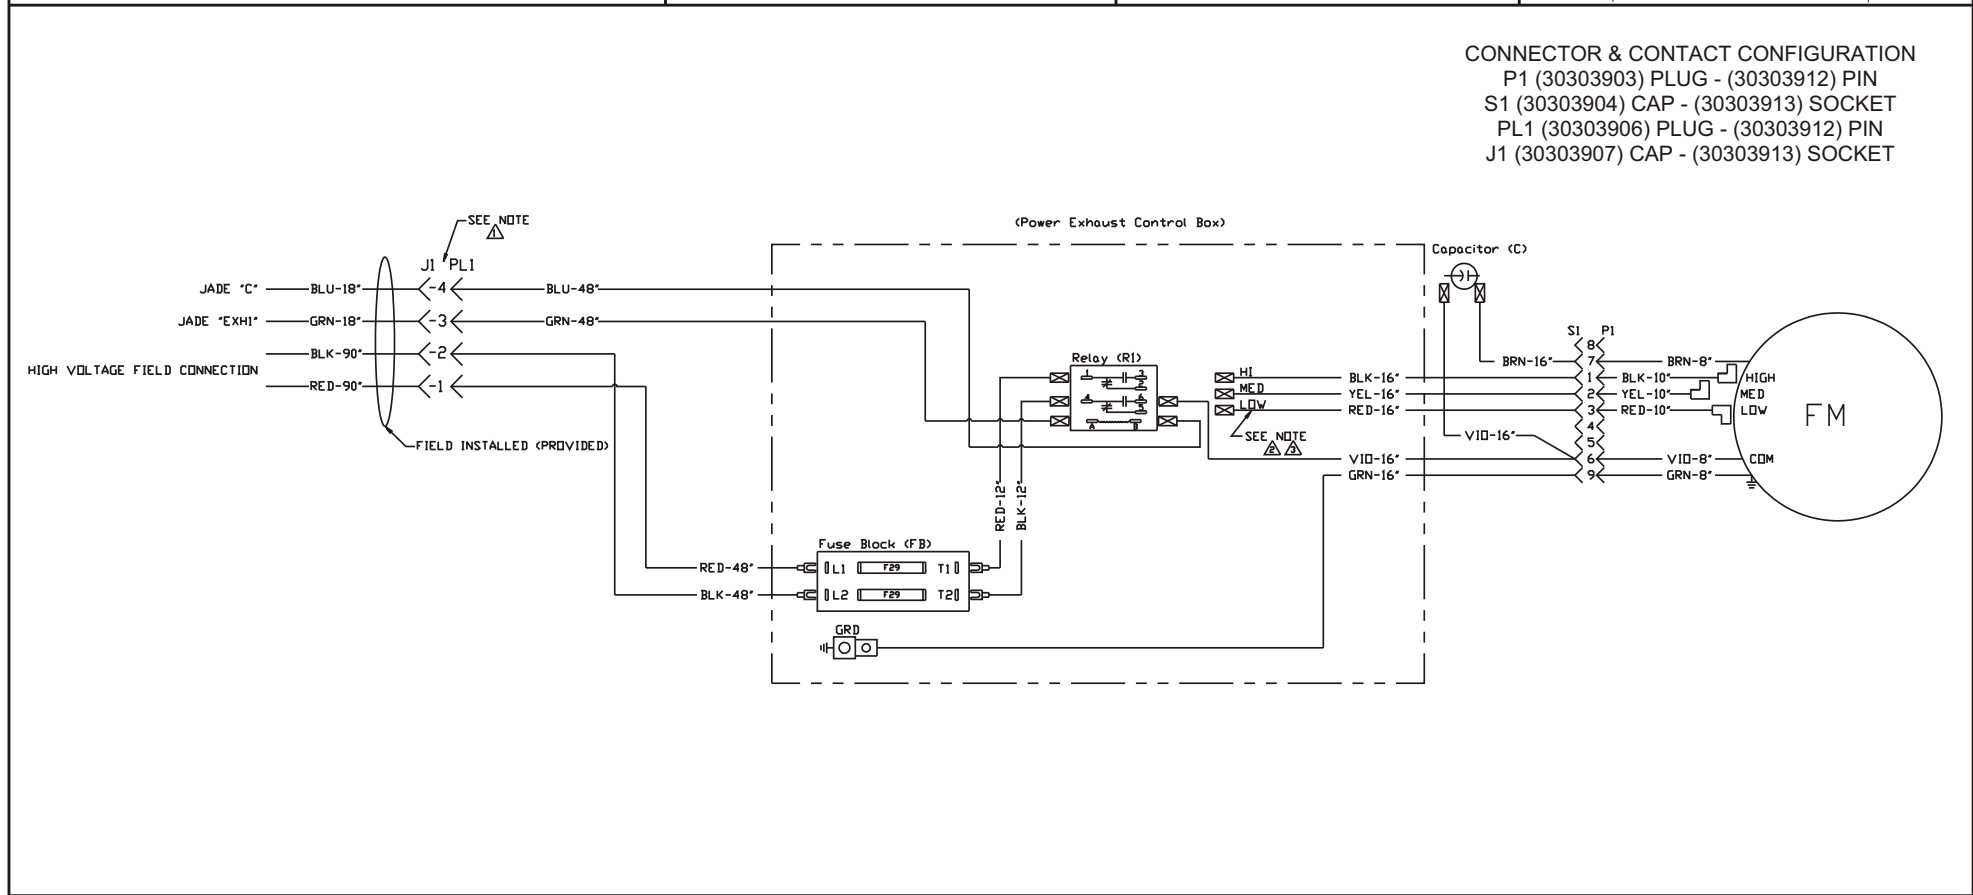 CONNECTOR & CONTACT CONFIGURATION
P1 (30303903) PLUG - (30303912) PIN
S1 (30303904) CAP - (30303913) SOCKET
PL1 (30303906) PLUG - (30303912) PIN
J1 (30303907) CAP - (30303913) SOCKET
SEE NOTE
1
(Power Exhaust Control Box)
Capacitor (C)
J1 PL1
JADE "C" BLU-18" -4 BLU-48"
JADE "EXH1" GRN-18" -3 GRN-48"
BLK-90" -2
HIGH VOLTAGE FIELD CONNECTION
RED-90" -1
FIELD INSTALLED (PROVIDED)
Relay (R1)
1 3
2
4 6
5
A B
HI
MED
LOW
SEE NOTE
2 3
S1 P1
8
BRN-16" 7 BRN-8"
BLK-16" 1 BLK-10" HIGH
YEL-16" 2 YEL-10" MED
RED-16" 3 RED-10" LOW
4
VIO-16" 5
VIO-16" 6 VIO-8" COM
GRN-16" 9 GRN-8"
FM
RED-12"
BLK-12"
Fuse Block (FB)
RED-48" L1 F29 T1
BLK-48" L2 F29 T2
GRD